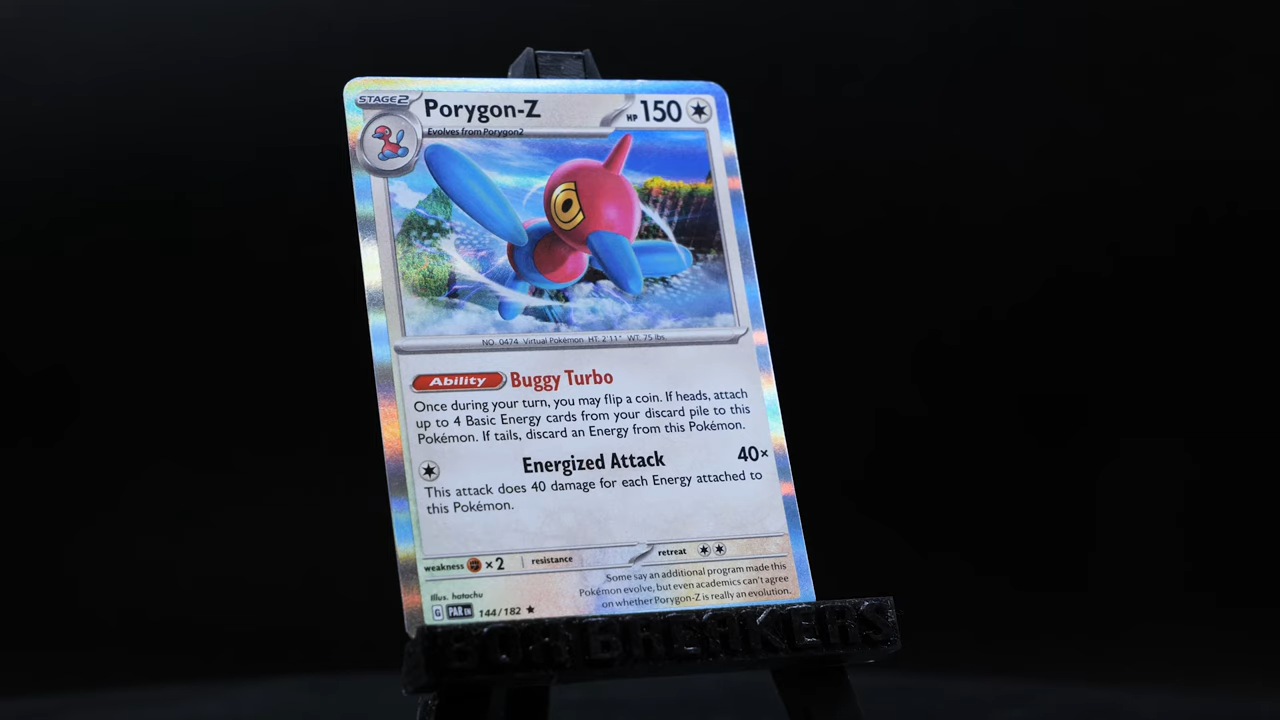 STAGE2
Porygon-Z
HP 150
Evolves from Porygon2
NO. 0474 Virtual Pokémon HT: 2'11" WT: 75 lbs.
Ability Buggy Turbo
Once during your turn, you may flip a coin. If heads, attach
up to 4 Basic Energy cards from your discard pile to this
Pokémon. If tails, discard an Energy from this Pokémon.
Energized Attack 40×
This attack does 40 damage for each Energy attached to
this Pokémon.
weakness ×2 resistance retreat
Some say an additional program made this
Pokémon evolve, but even academics can't agree
on whether Porygon-Z is really an evolution.
Illus. hatachu
G PAR EN 144/182 ★
BOXBREAKERS